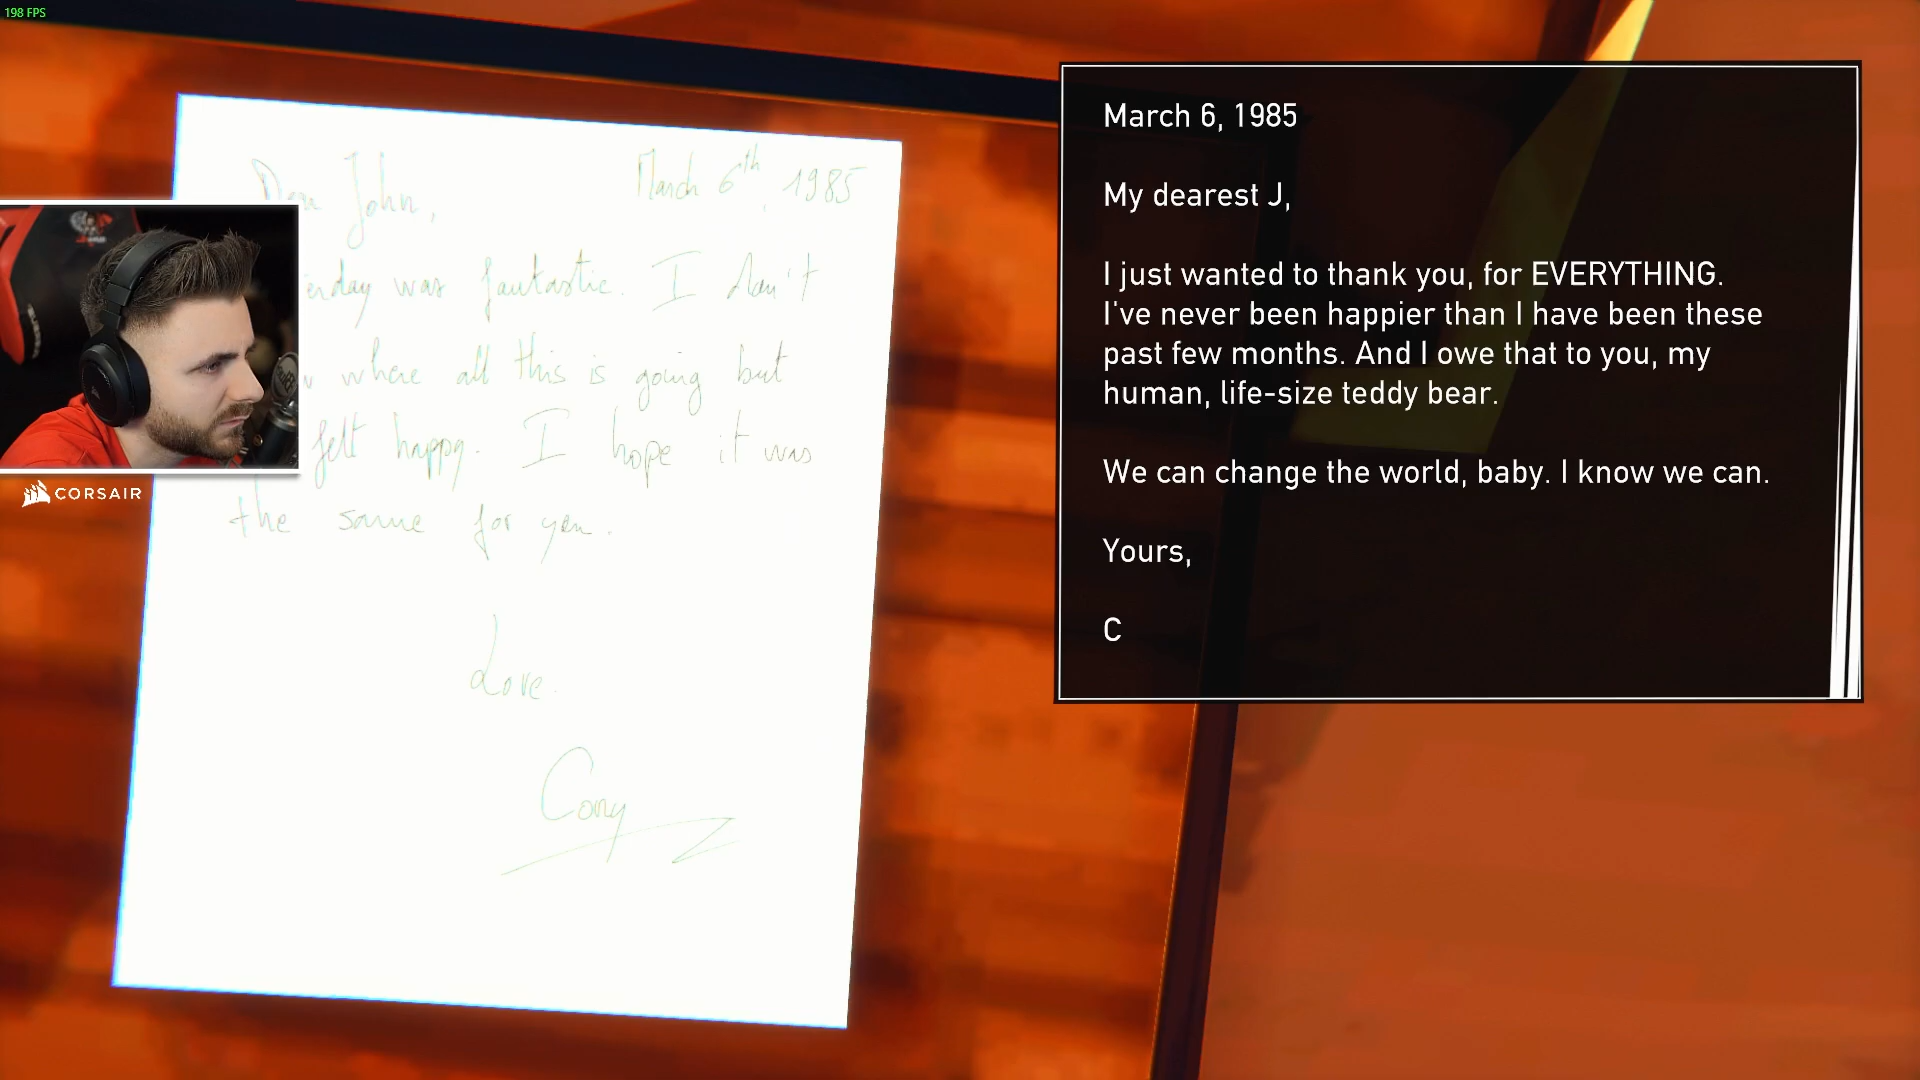 198 FPS
John,
March 6th, 1985
was fantastic. I don't
where all this is going but
felt happy. I hope it was
the same for you.
Love.
Cory
CORSAIR
March 6, 1985
My dearest J,
I just wanted to thank you, for EVERYTHING.
I've never been happier than I have been these
past few months. And I owe that to you, my
human, life-size teddy bear.
We can change the world, baby. I know we can.
Yours,
C